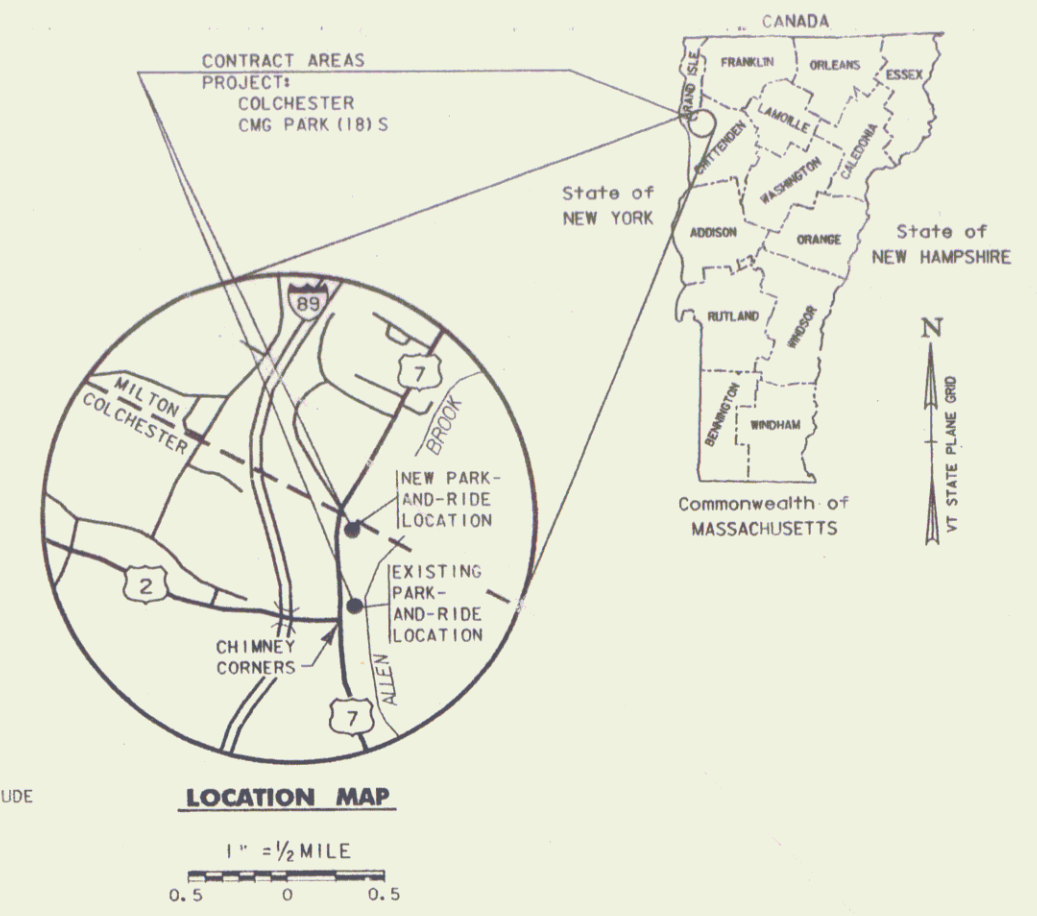 CANADA
CONTRACT AREAS
PROJECT:
COLCHESTER
CMG PARK (18) S
GRAND ISLE
FRANKLIN
ORLEANS
ESSEX
LAMOILLE
CHITTENDEN
CALEDONIA
WASHINGTON
State of
NEW YORK
ADDISON
ORANGE
State of
NEW HAMPSHIRE
RUTLAND
WINDSOR
BENNINGTON
WINDHAM
Commonwealth of
MASSACHUSETTS
N
VT STATE PLANE GRID
89
7
MILTON
COLCHESTER
BROOK
NEW PARK-
AND-RIDE
LOCATION
2
EXISTING
PARK-
AND-RIDE
LOCATION
CHIMNEY
CORNERS
ALLEN
7
UDE
LOCATION MAP
1" = 1/2 MILE
0.5 0 0.5